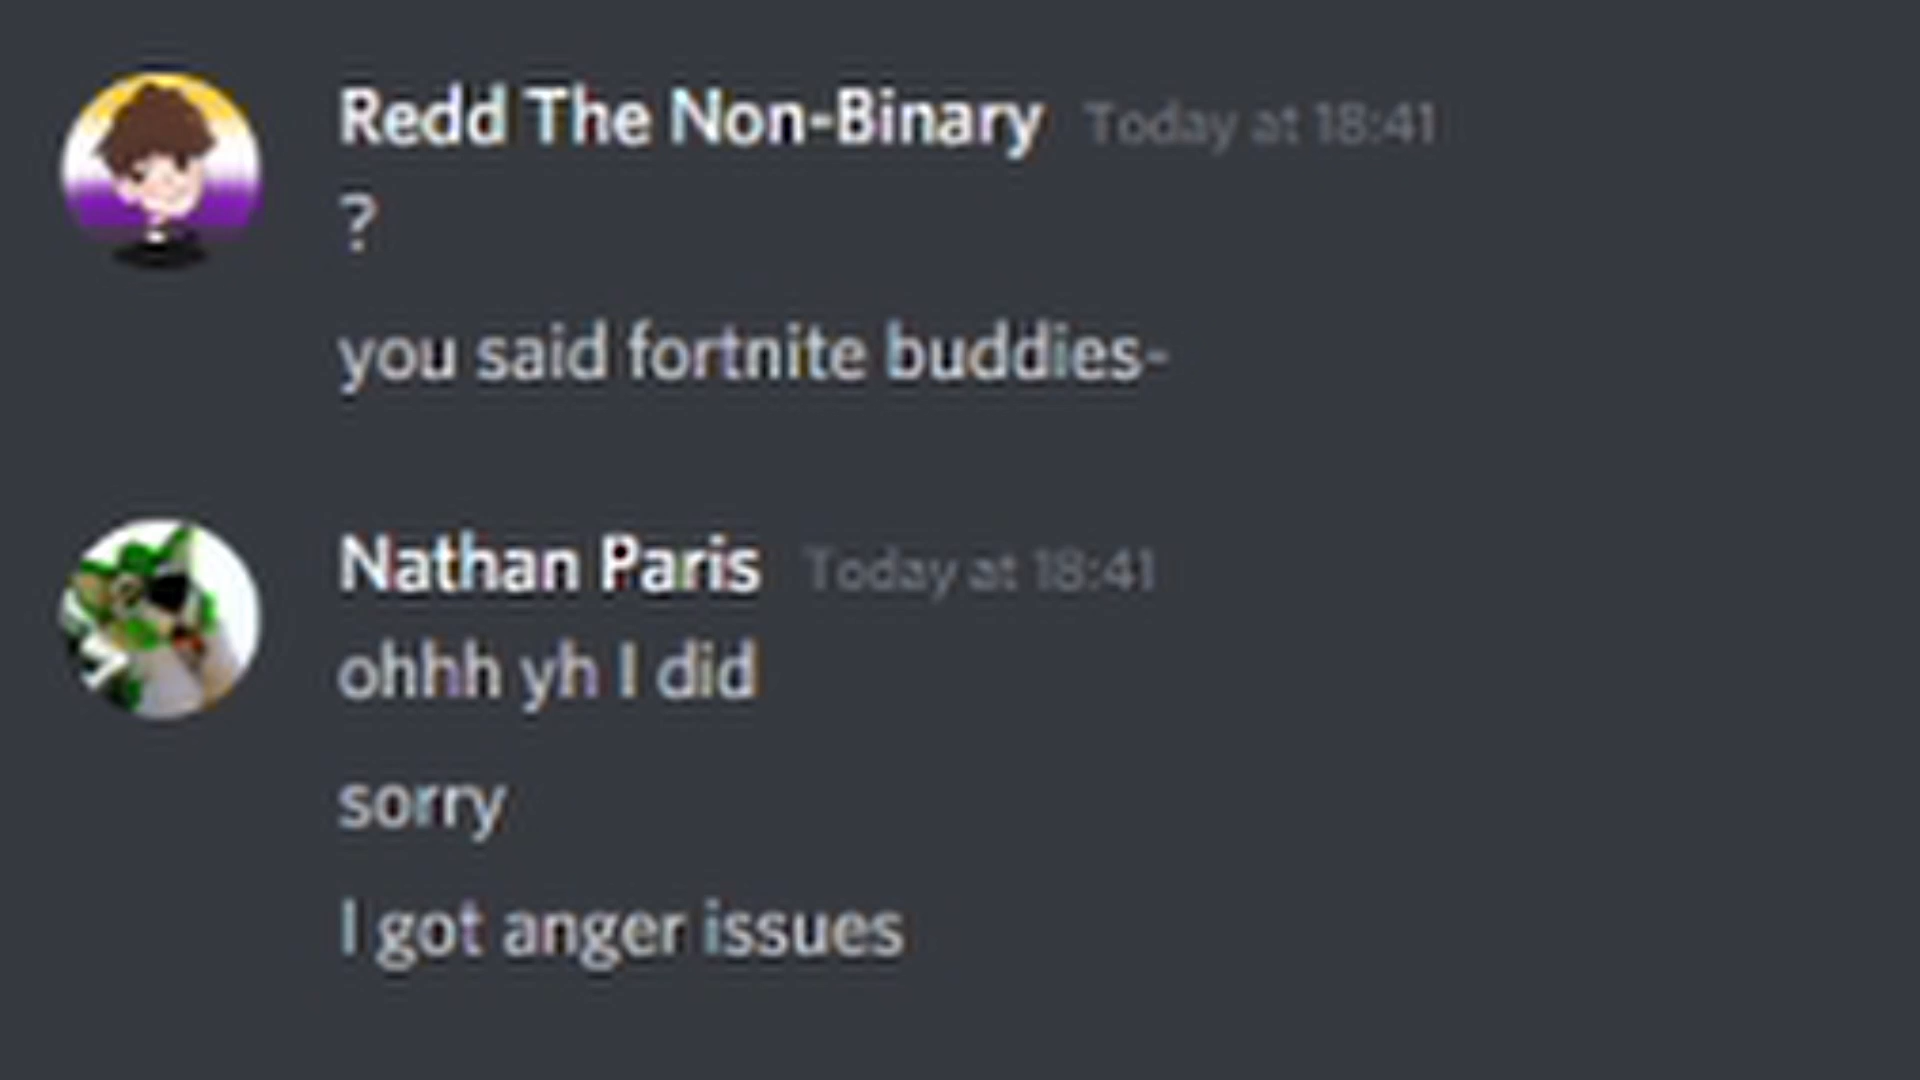 Redd The Non-Binary Today at 18:41
?
you said fortnite buddies-
Nathan Paris Today at 18:41
ohhh yh I did
sorry
I got anger issues